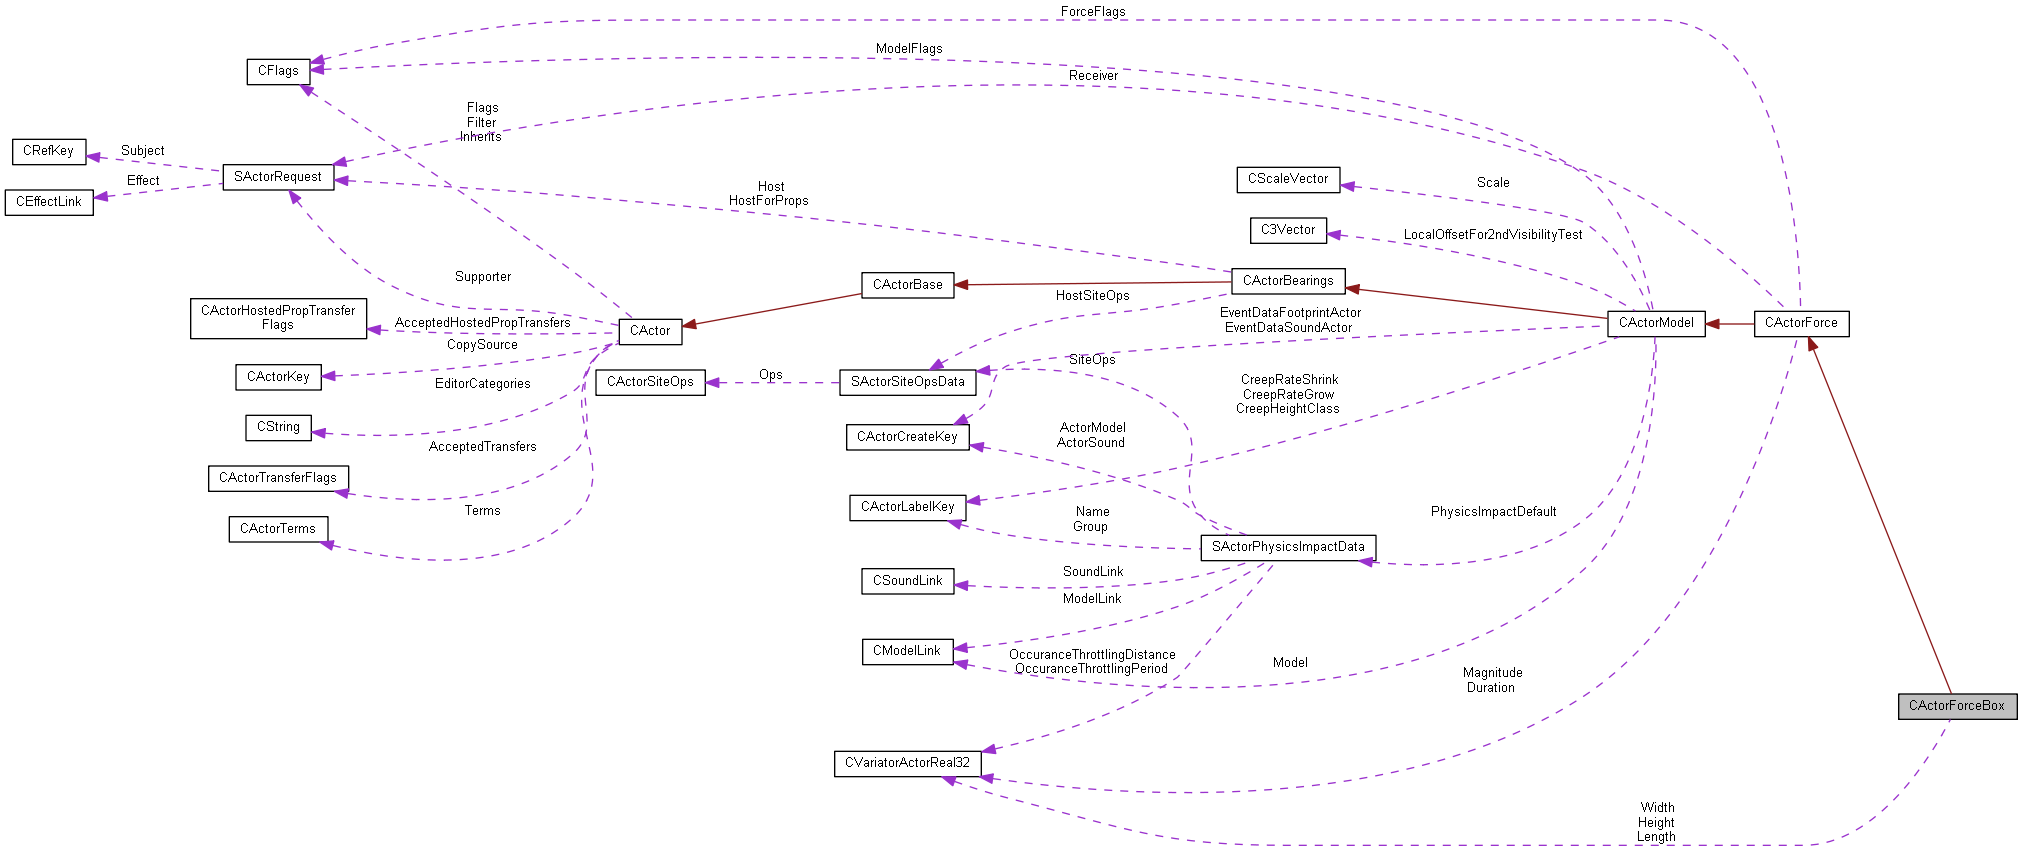 ForceFlags
ModelFlags
CFlags
Receiver
Flags
Filter
Inherits
CRefKey
Subject
SActorRequest
Effect
CEffectLink
CScaleVector
Scale
Host
HostForProps
C3Vector
LocalOffsetFor2ndVisibilityTest
Supporter
CActorBase
CActorBearings
HostSiteOps
CActorHostedPropTransfer
Flags
AcceptedHostedPropTransfers
CActor
EventDataFootprintActor
EventDataSoundActor
CActorModel
CActorForce
CopySource
CActorKey
EditorCategories
CActorSiteOps
Ops
SActorSiteOpsData
SiteOps
CreepRateShrink
CreepRateGrow
CreepHeightClass
CString
AcceptedTransfers
CActorCreateKey
ActorModel
ActorSound
CActorTransferFlags
CActorLabelKey
Name
Group
PhysicsImpactDefault
CActorTerms
Terms
SActorPhysicsImpactData
CSoundLink
SoundLink
ModelLink
CModelLink
OccuranceThrottlingDistance
OccuranceThrottlingPeriod
Model
Magnitude
Duration
CActorForceBox
CVariatorActorReal32
Width
Height
Length